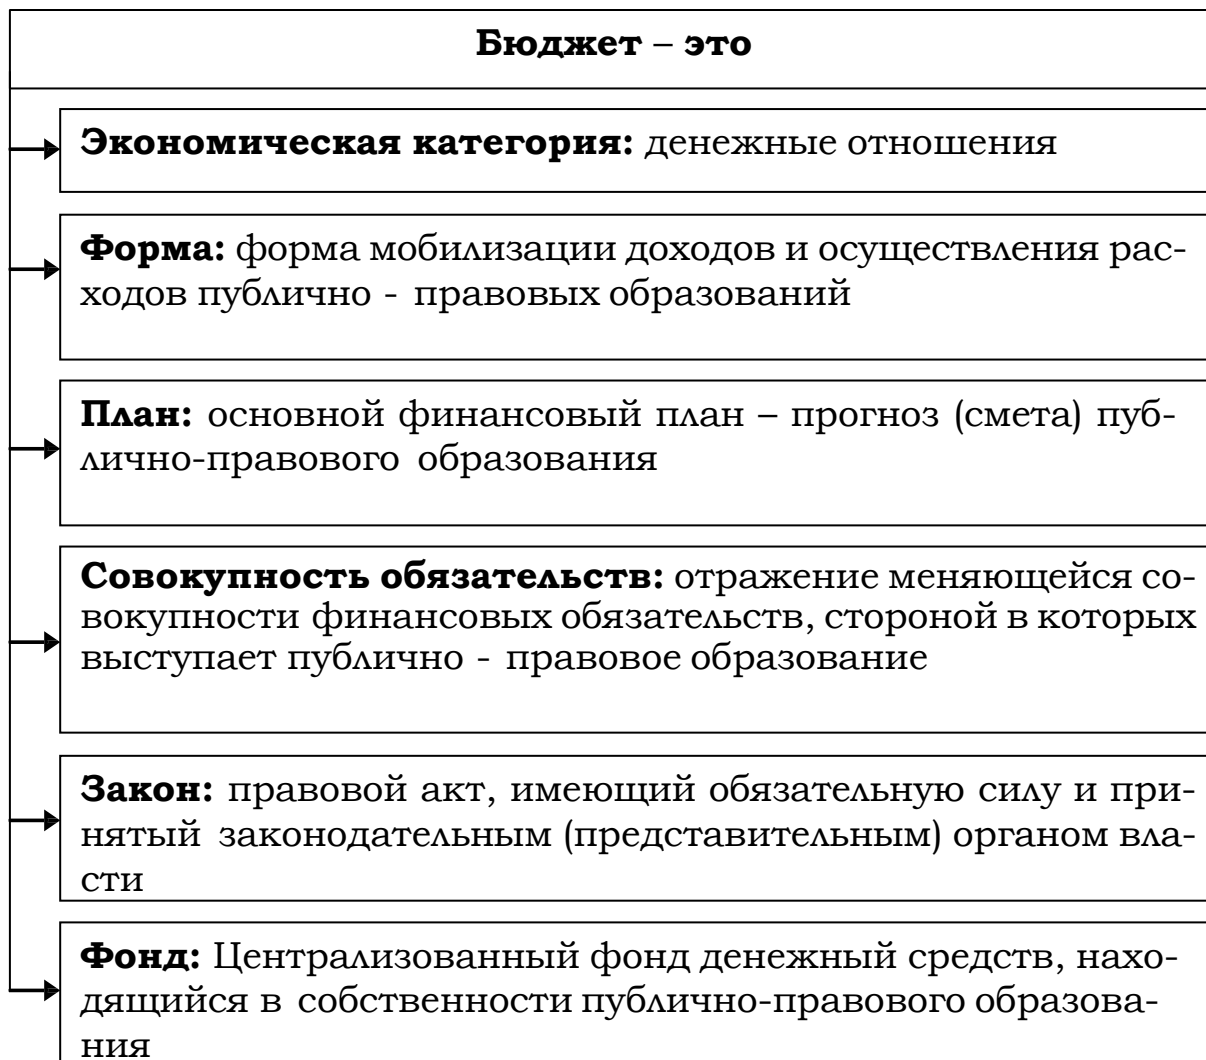 Бюджет – это
Экономическая категория: денежные отношения
Форма: форма мобилизации доходов и осуществления рас-
ходов публично - правовых образований
План: основной финансовый план – прогноз (смета) пуб-
лично-правового образования
Совокупность обязательств: отражение меняющейся со-
вокупности финансовых обязательств, стороной в которых
выступает публично - правовое образование
Закон: правовой акт, имеющий обязательную силу и при-
нятый законодательным (представительным) органом вла-
сти
Фонд: Централизованный фонд денежный средств, нахо-
дящийся в собственности публично-правового образова-
ния